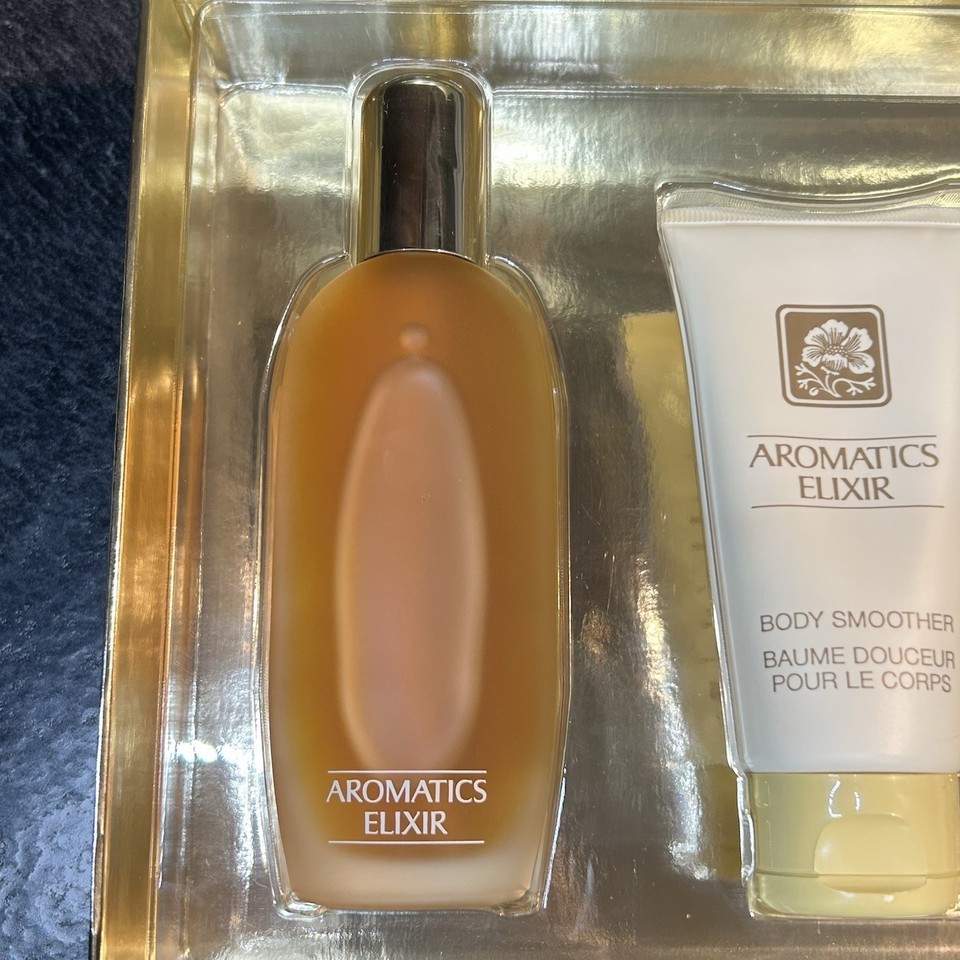 AROMATICS
ELIXIR
AROMATICS
ELIXIR
BODY SMOOTHER
BAUME DOUCEUR
POUR LE CORPS